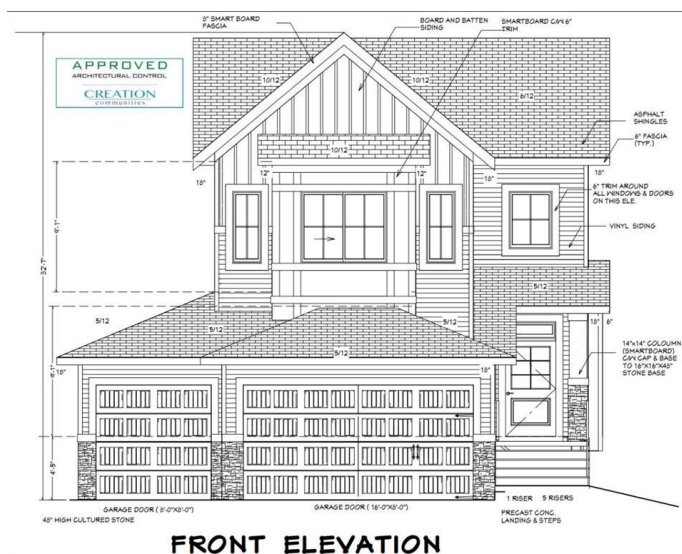 5" SMART BOARD
FASCIA
BOARD AND BATTEN
SIDING
SMARTBOARD C/W 6"
TRIM
APPROVED
ARCHITECTURAL CONTROL
CREATION
communities
10/12
10/12
6/12
ASPHALT
SHINGLES
6" FASCIA
(TYP.)
10/12
18"
12"
12"
18"
18"
6" TRIM AROUND
ALL WINDOWS & DOORS
ON THIS ELE.
VINYL SIDING
9'-1"
32'-7"
5/12
5/12
5/12
5/12
5/12
18"
6"
18"
18"
14"x14" COLOUMN
(SMARTBOARD)
C/W CAP & BASE
TO 16"X16"X48"
STONE BASE
4'-5"
GARAGE DOOR ( 8'-0"X8'-0")
GARAGE DOOR ( 16'-0"X8'-0")
1 RISER
5 RISERS
48" HIGH CULTURED STONE
PRECAST CONC.
LANDING & STEPS
FRONT ELEVATION